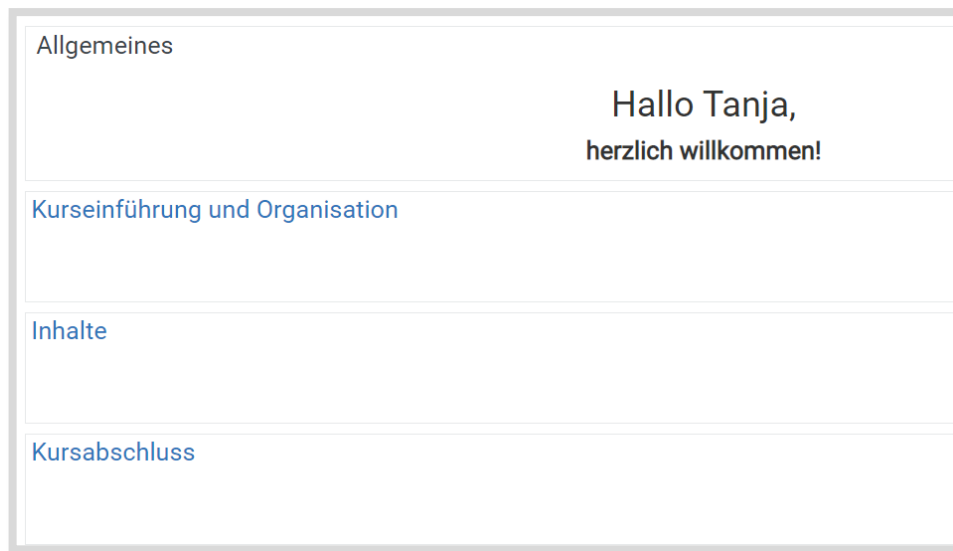 Allgemeines
Hallo Tanja,
herzlich willkommen!
Kurseinführung und Organisation
Inhalte
Kursabschluss